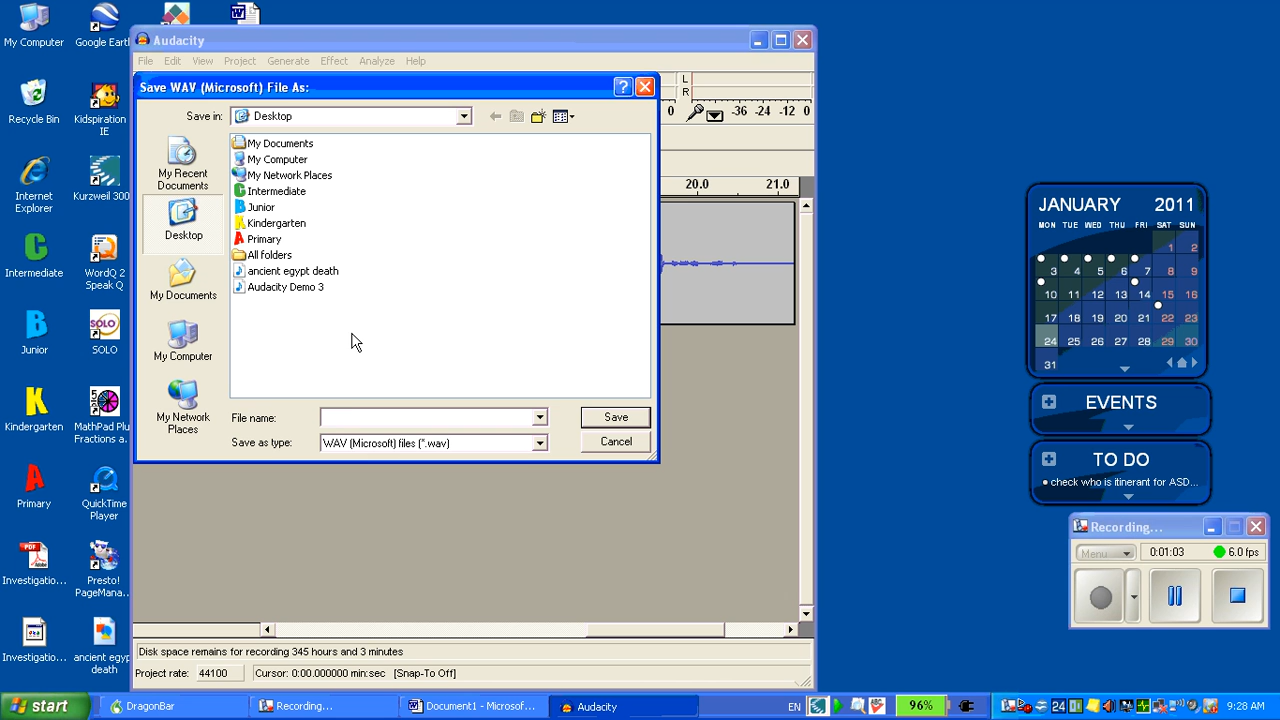 My Computer
Google Earth
Recycle Bin
Kidspiration
IE
Internet
Explorer
Kurzweil 300
Intermediate
WordQ 2
Speak Q
Junior
SOLO
Kindergarten
MathPad Plu
Fractions a.
Primary
QuickTime
Player
Investigatio...
Presto!
PageMana...
Investigatio...
ancient egyp
death
Audacity
File Edit View Project Generate Effect Analyze Help
Save WAV (Microsoft) File As:
Save in: Desktop
My Recent
Documents
Desktop
My Documents
My Computer
My Network
Places
My Documents
My Computer
My Network Places
Intermediate
Junior
Kindergarten
Primary
All folders
ancient egypt death
Audacity Demo 3
File name:
Save
Save as type: WAV (Microsoft) files (*.wav)
Cancel
L
R
0 -36 -24 -12 0
20.0 21.0
Disk space remains for recording 345 hours and 3 minutes
Project rate: 44100 Cursor: 0:00.000000 min:sec [Snap-To Off]
JANUARY 2011
MON TUE WED THU FRI SAT SUN
1 2
3 4 5 6 7 8 9
10 11 12 13 14 15 16
17 18 19 20 21 22 23
24 25 26 27 28 29 30
31
EVENTS
TO DO
check who is itinerant for ASD...
Recording...
Menu 0:01:03 6.0 fps
start DragonBar Recording... Document1 - Microsof... Audacity EN 96% 24 9:28 AM